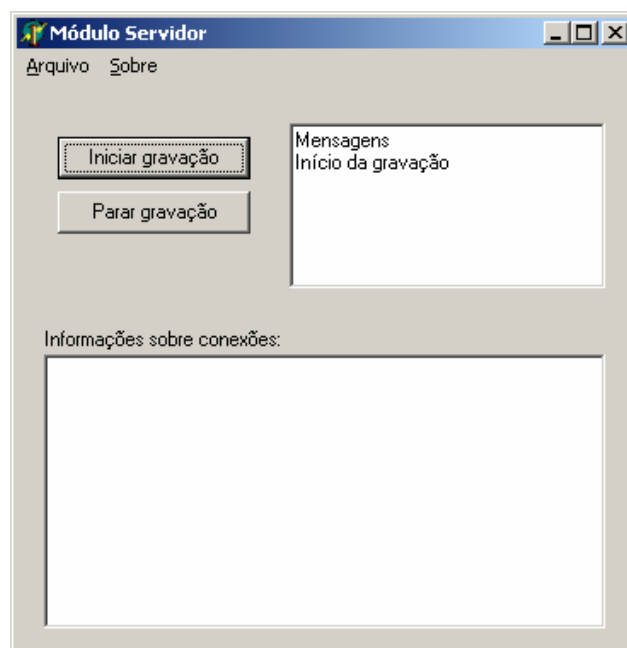 Módulo Servidor
Arquivo Sobre
Iniciar gravação
Parar gravação
Mensagens
Início da gravação
Informações sobre conexões: